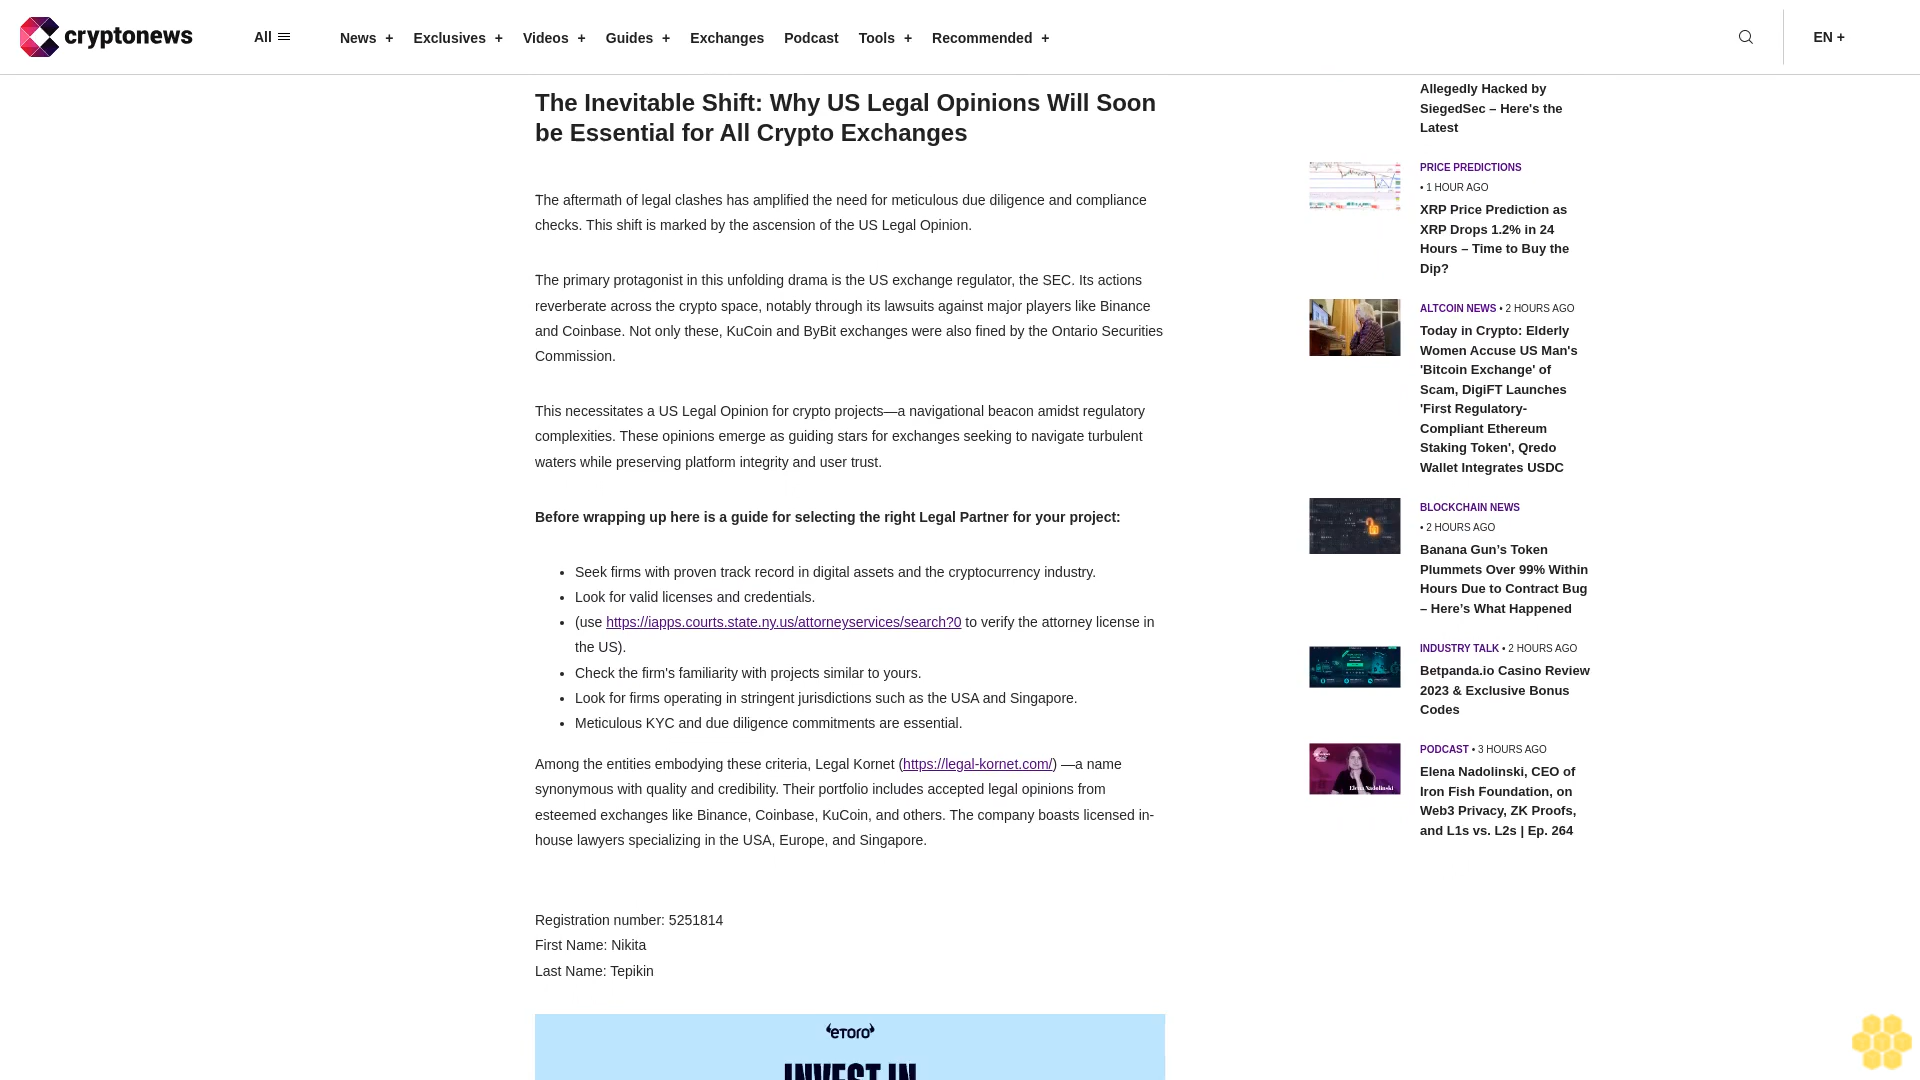 cryptonews
All
News +
Exclusives +
Videos +
Guides +
Exchanges
Podcast
Tools +
Recommended +
EN +
The Inevitable Shift: Why US Legal Opinions Will Soon
be Essential for All Crypto Exchanges
The aftermath of legal clashes has amplified the need for meticulous due diligence and compliance
checks. This shift is marked by the ascension of the US Legal Opinion.
The primary protagonist in this unfolding drama is the US exchange regulator, the SEC. Its actions
reverberate across the crypto space, notably through its lawsuits against major players like Binance
and Coinbase. Not only these, KuCoin and ByBit exchanges were also fined by the Ontario Securities
Commission.
This necessitates a US Legal Opinion for crypto projects—a navigational beacon amidst regulatory
complexities. These opinions emerge as guiding stars for exchanges seeking to navigate turbulent
waters while preserving platform integrity and user trust.
Before wrapping up here is a guide for selecting the right Legal Partner for your project:
• Seek firms with proven track record in digital assets and the cryptocurrency industry.
• Look for valid licenses and credentials.
• (use https://iapps.courts.state.ny.us/attorneyservices/search?0 to verify the attorney license in
the US).
• Check the firm's familiarity with projects similar to yours.
• Look for firms operating in stringent jurisdictions such as the USA and Singapore.
• Meticulous KYC and due diligence commitments are essential.
Among the entities embodying these criteria, Legal Kornet (https://legal-kornet.com/) —a name
synonymous with quality and credibility. Their portfolio includes accepted legal opinions from
esteemed exchanges like Binance, Coinbase, KuCoin, and others. The company boasts licensed in-
house lawyers specializing in the USA, Europe, and Singapore.
Registration number: 5251814
First Name: Nikita
Last Name: Tepikin
eToro
INVEST IN
Allegedly Hacked by
SiegedSec – Here's the
Latest
PRICE PREDICTIONS
• 1 HOUR AGO
XRP Price Prediction as
XRP Drops 1.2% in 24
Hours – Time to Buy the
Dip?
ALTCOIN NEWS • 2 HOURS AGO
Today in Crypto: Elderly
Women Accuse US Man's
'Bitcoin Exchange' of
Scam, DigiFT Launches
'First Regulatory-
Compliant Ethereum
Staking Token', Qredo
Wallet Integrates USDC
BLOCKCHAIN NEWS
• 2 HOURS AGO
Banana Gun’s Token
Plummets Over 99% Within
Hours Due to Contract Bug
– Here’s What Happened
INDUSTRY TALK • 2 HOURS AGO
Betpanda.io Casino Review
2023 & Exclusive Bonus
Codes
PODCAST • 3 HOURS AGO
Elena Nadolinski
Elena Nadolinski, CEO of
Iron Fish Foundation, on
Web3 Privacy, ZK Proofs,
and L1s vs. L2s | Ep. 264